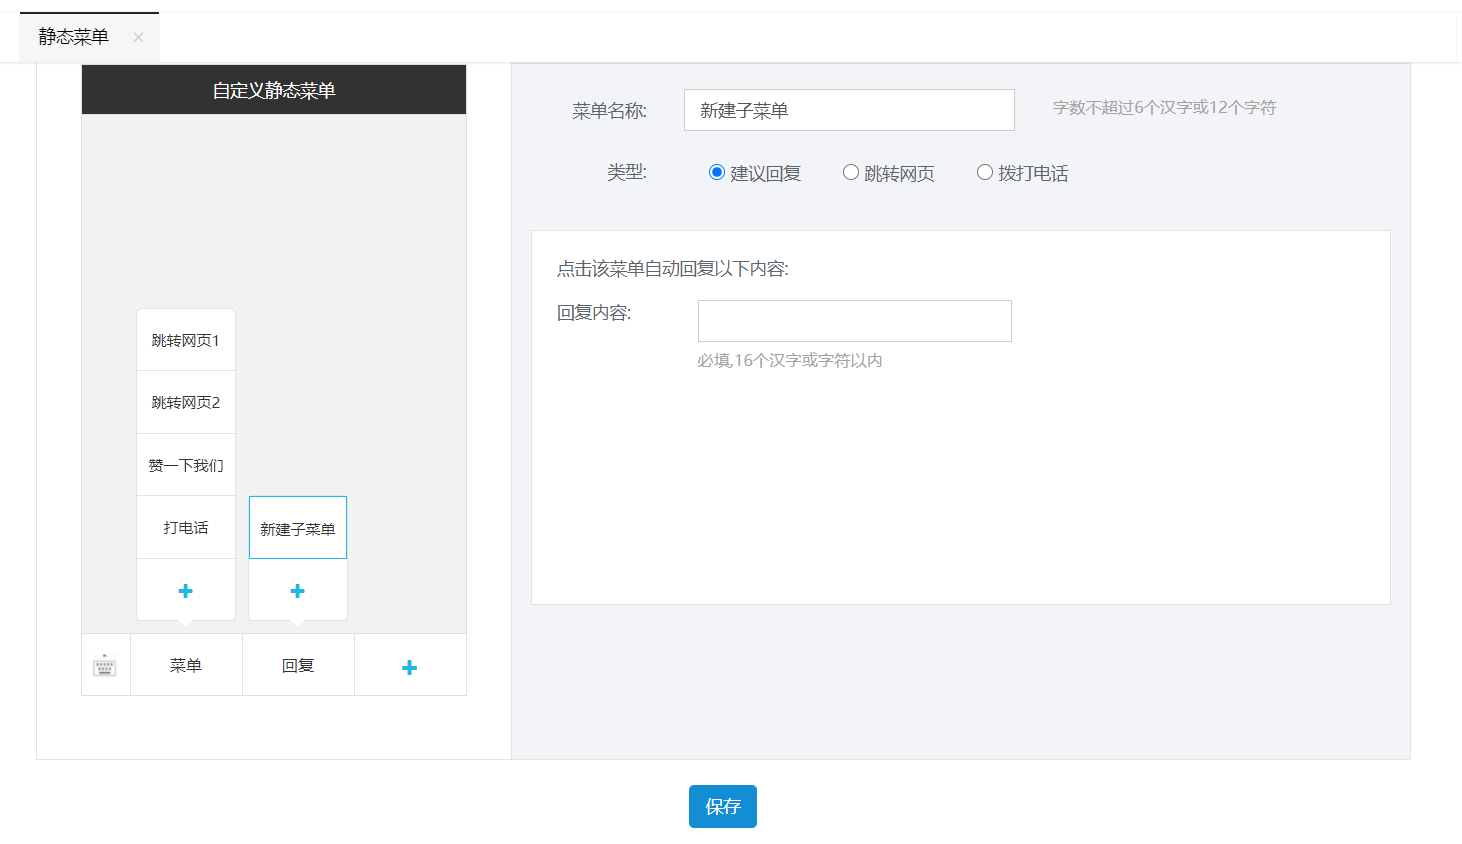 静态菜单
自定义静态菜单
跳转网页1
跳转网页2
赞一下我们
打电话
新建子菜单
菜单
回复
菜单名称:
新建子菜单
字数不超过6个汉字或12个字符
类型:
建议回复
跳转网页
拨打电话
点击该菜单自动回复以下内容:
回复内容:
必填,16个汉字或字符以内
保存